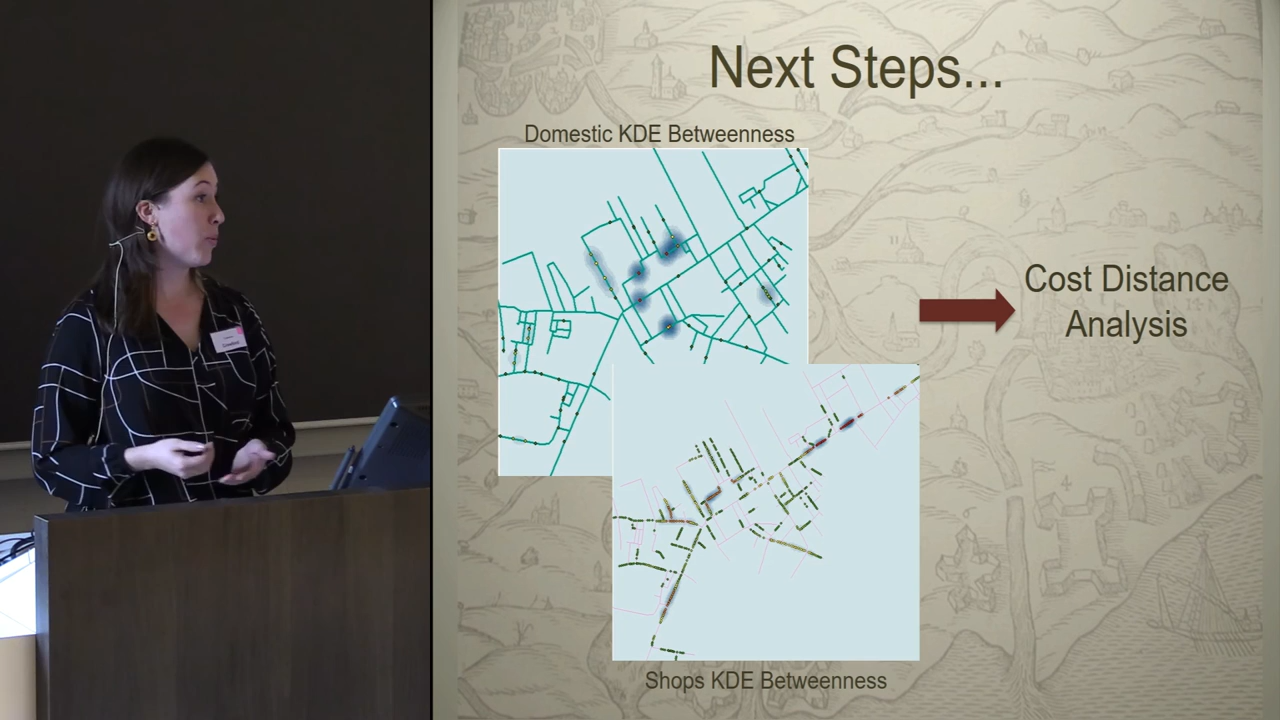 Next Steps...
Domestic KDE Betweenness
Cost Distance
Analysis
Shops KDE Betweenness